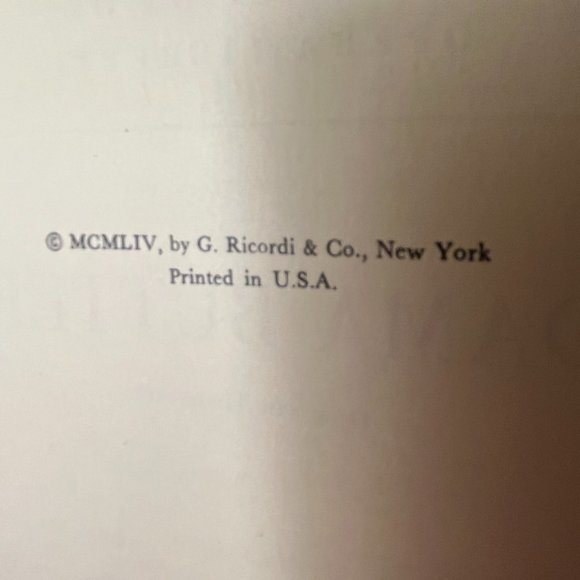 © MCMLIV, by G. Ricordi & Co., New York
Printed in U.S.A.